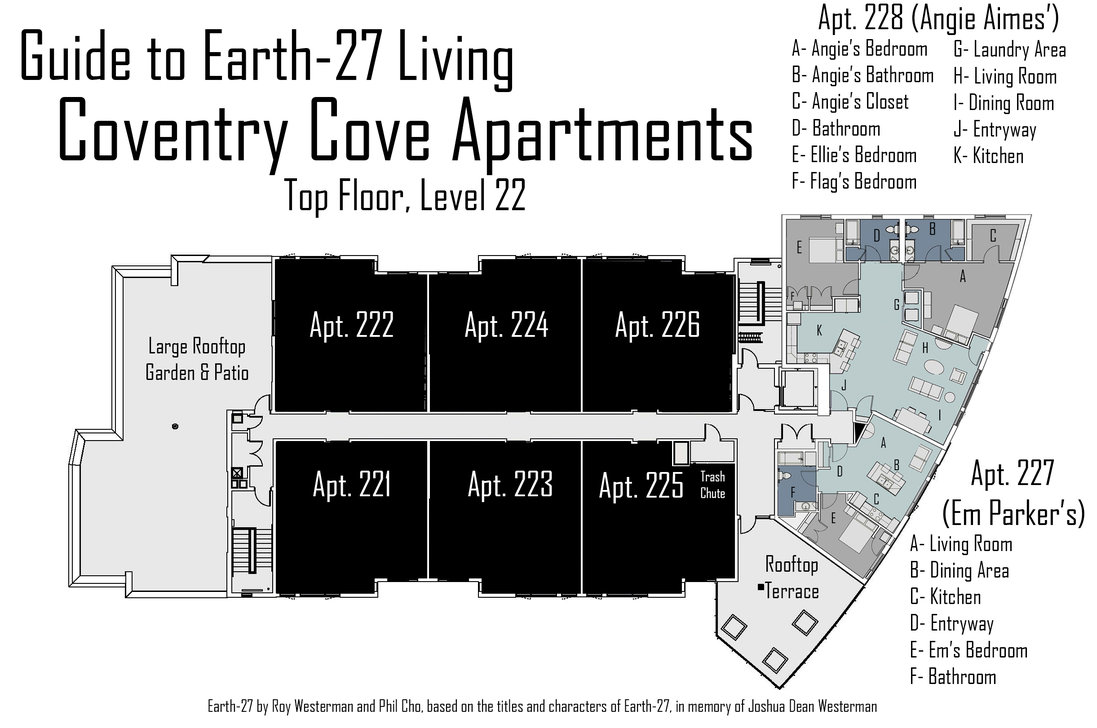 Guide to Earth-27 Living
Coventry Cove Apartments
Top Floor, Level 22
Apt. 228 (Angie Aimes')
A- Angie's Bedroom
B- Angie's Bathroom
C- Angie's Closet
D- Bathroom
E- Ellie's Bedroom
F- Flag's Bedroom
G- Laundry Area
H- Living Room
I- Dining Room
J- Entryway
K- Kitchen
E
D
B
C
A
F
G
K
H
J
I
Large Rooftop
Garden & Patio
Apt. 222
Apt. 224
Apt. 226
Apt. 221
Apt. 223
Apt. 225
Trash
Chute
A
D
B
C
F
E
Rooftop
Terrace
Apt. 227
(Em Parker's)
A- Living Room
B- Dining Area
C- Kitchen
D- Entryway
E- Em's Bedroom
F- Bathroom
Earth-27 by Roy Westerman and Phil Cho, based on the titles and characters of Earth-27, in memory of Joshua Dean Westerman